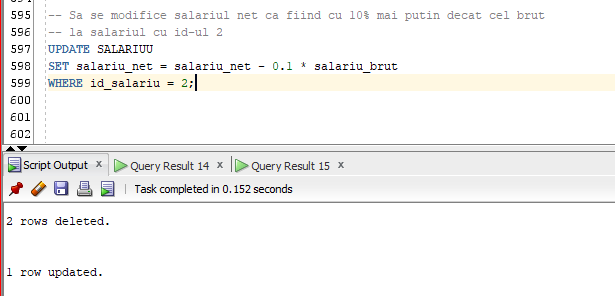 595 -- Sa se modifice salariul net ca fiind cu 10% mai putin decat cel brut
596 -- la salariul cu id-ul 2
597 UPDATE SALARIUU
598 SET salariu_net = salariu_net - 0.1 * salariu_brut
599 WHERE id_salariu = 2;
600
601
602
Script Output x Query Result 14 x Query Result 15 x
Task completed in 0.152 seconds
2 rows deleted.
1 row updated.